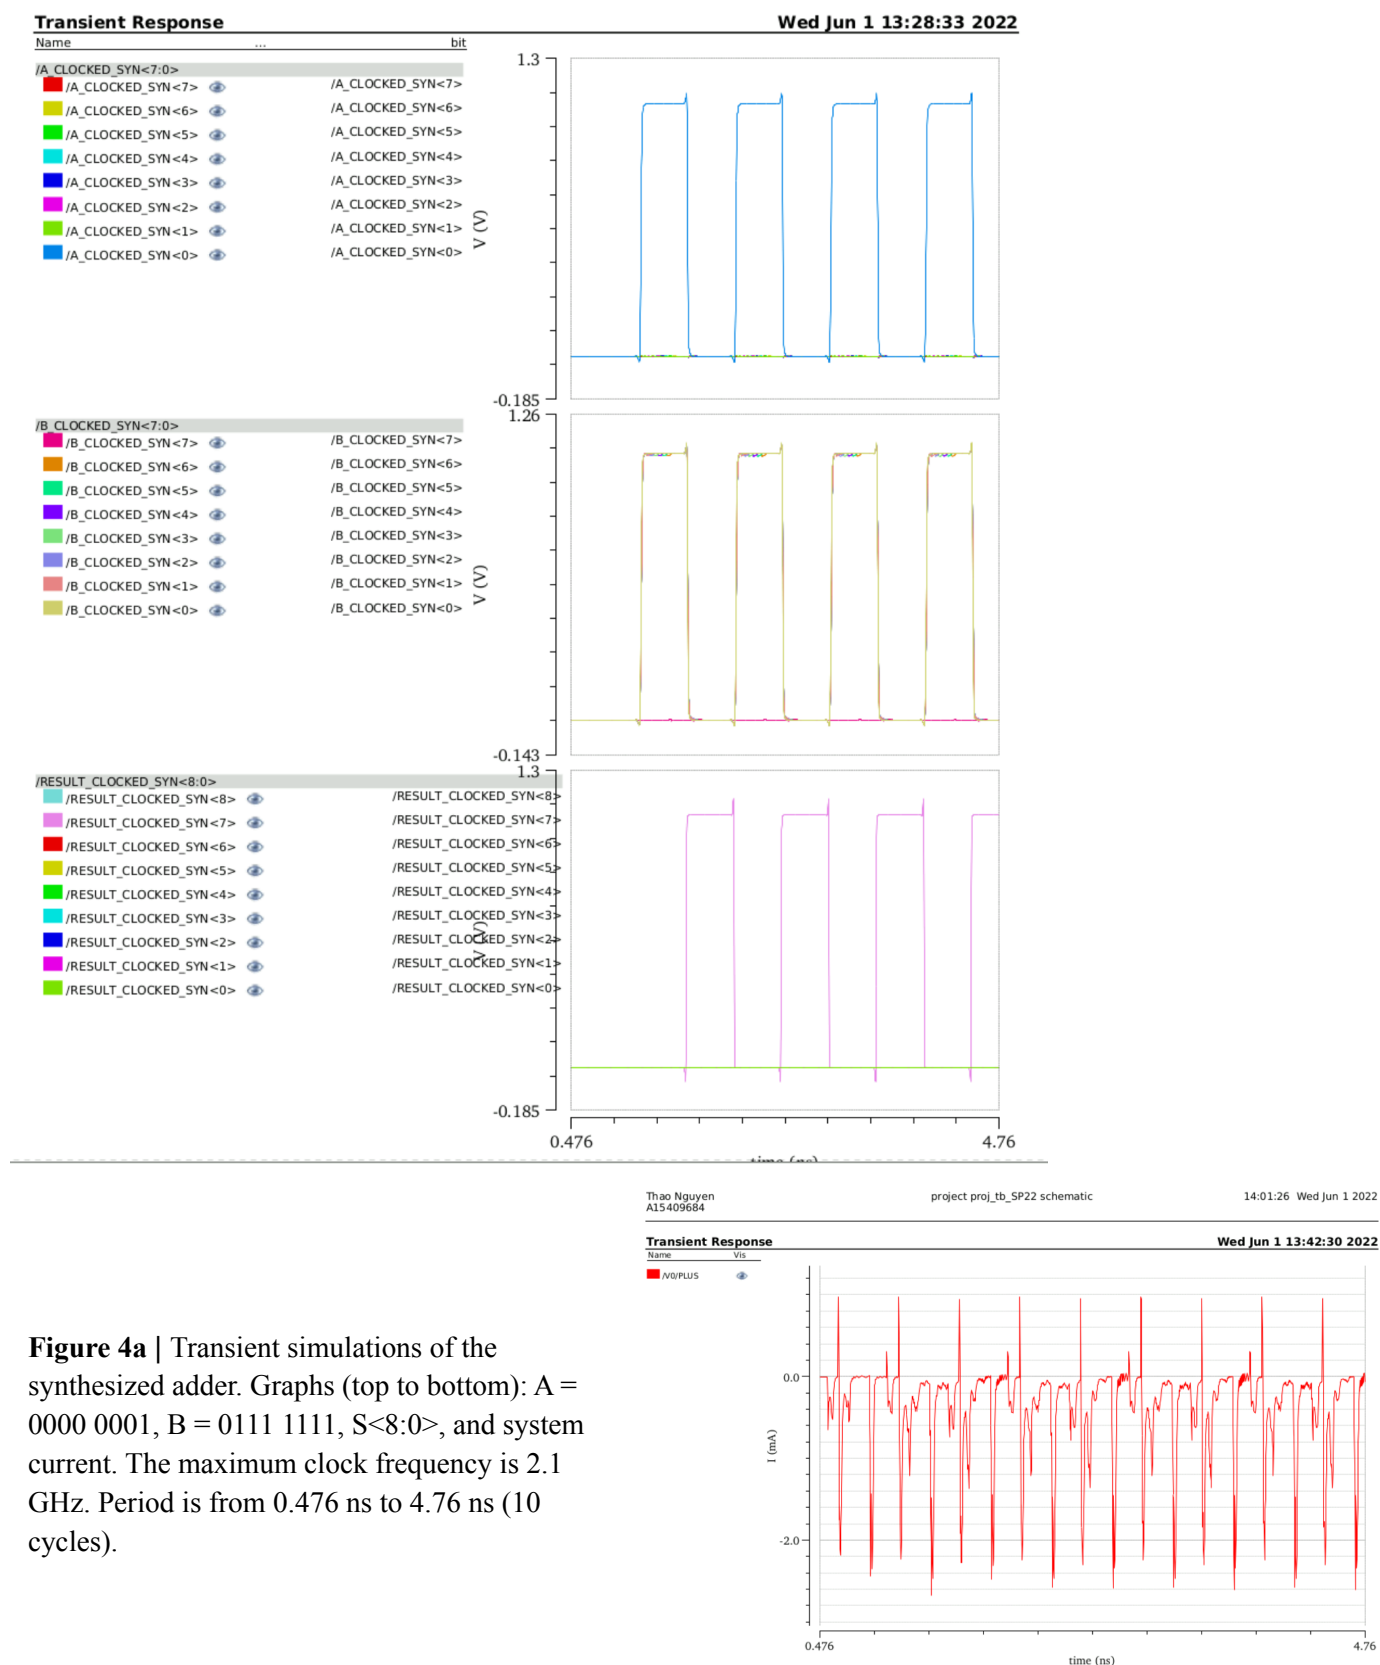 Transient Response Wed Jun 1 13:28:33 2022
Name ... bit
/A_CLOCKED_SYN<7:0>
/A_CLOCKED_SYN<7> /A_CLOCKED_SYN<7>
/A_CLOCKED_SYN<6> /A_CLOCKED_SYN<6>
/A_CLOCKED_SYN<5> /A_CLOCKED_SYN<5>
/A_CLOCKED_SYN<4> /A_CLOCKED_SYN<4>
/A_CLOCKED_SYN<3> /A_CLOCKED_SYN<3>
/A_CLOCKED_SYN<2> /A_CLOCKED_SYN<2>
/A_CLOCKED_SYN<1> /A_CLOCKED_SYN<1>
/A_CLOCKED_SYN<0> /A_CLOCKED_SYN<0>
1.3
V (V)
-0.185
/B_CLOCKED_SYN<7:0>
/B_CLOCKED_SYN<7> /B_CLOCKED_SYN<7>
/B_CLOCKED_SYN<6> /B_CLOCKED_SYN<6>
/B_CLOCKED_SYN<5> /B_CLOCKED_SYN<5>
/B_CLOCKED_SYN<4> /B_CLOCKED_SYN<4>
/B_CLOCKED_SYN<3> /B_CLOCKED_SYN<3>
/B_CLOCKED_SYN<2> /B_CLOCKED_SYN<2>
/B_CLOCKED_SYN<1> /B_CLOCKED_SYN<1>
/B_CLOCKED_SYN<0> /B_CLOCKED_SYN<0>
1.26
V (V)
-0.143
/RESULT_CLOCKED_SYN<8:0>
/RESULT_CLOCKED_SYN<8> /RESULT_CLOCKED_SYN<8>
/RESULT_CLOCKED_SYN<7> /RESULT_CLOCKED_SYN<7>
/RESULT_CLOCKED_SYN<6> /RESULT_CLOCKED_SYN<6>
/RESULT_CLOCKED_SYN<5> /RESULT_CLOCKED_SYN<5>
/RESULT_CLOCKED_SYN<4> /RESULT_CLOCKED_SYN<4>
/RESULT_CLOCKED_SYN<3> /RESULT_CLOCKED_SYN<3>
/RESULT_CLOCKED_SYN<2> /RESULT_CLOCKED_SYN<2>
/RESULT_CLOCKED_SYN<1> /RESULT_CLOCKED_SYN<1>
/RESULT_CLOCKED_SYN<0> /RESULT_CLOCKED_SYN<0>
1.3
V (V)
-0.185
0.476 4.76
time (ns)
Thao Nguyen project proj_tb_SP22 schematic 14:01:26 Wed Jun 1 2022
A15409684
Transient Response Wed Jun 1 13:42:30 2022
Name Vis
/V0/PLUS
0.0
I (mA)
-2.0
0.476 4.76
time (ns)
Figure 4a | Transient simulations of the
synthesized adder. Graphs (top to bottom): A =
0000 0001, B = 0111 1111, S<8:0>, and system
current. The maximum clock frequency is 2.1
GHz. Period is from 0.476 ns to 4.76 ns (10
cycles).